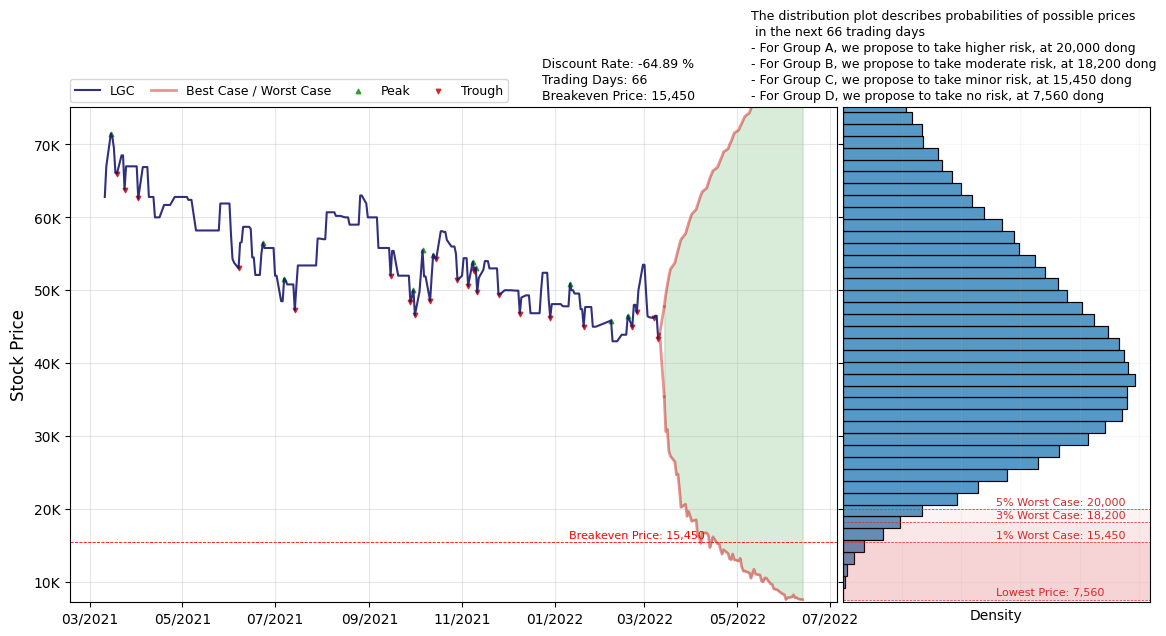 The distribution plot describes probabilities of possible prices
in the next 66 trading days
- For Group A, we propose to take higher risk, at 20,000 dong
- For Group B, we propose to take moderate risk, at 18,200 dong
- For Group C, we propose to take minor risk, at 15,450 dong
- For Group D, we propose to take no risk, at 7,560 dong
Discount Rate: -64.89 %
Trading Days: 66
Breakeven Price: 15,450
LGC
Best Case / Worst Case
Peak
Trough
Stock Price
70K
60K
50K
40K
30K
20K
10K
Breakeven Price: 15,450
5% Worst Case: 20,000
3% Worst Case: 18,200
1% Worst Case: 15,450
Lowest Price: 7,560
03/2021
05/2021
07/2021
09/2021
11/2021
01/2022
03/2022
05/2022
07/2022
Density